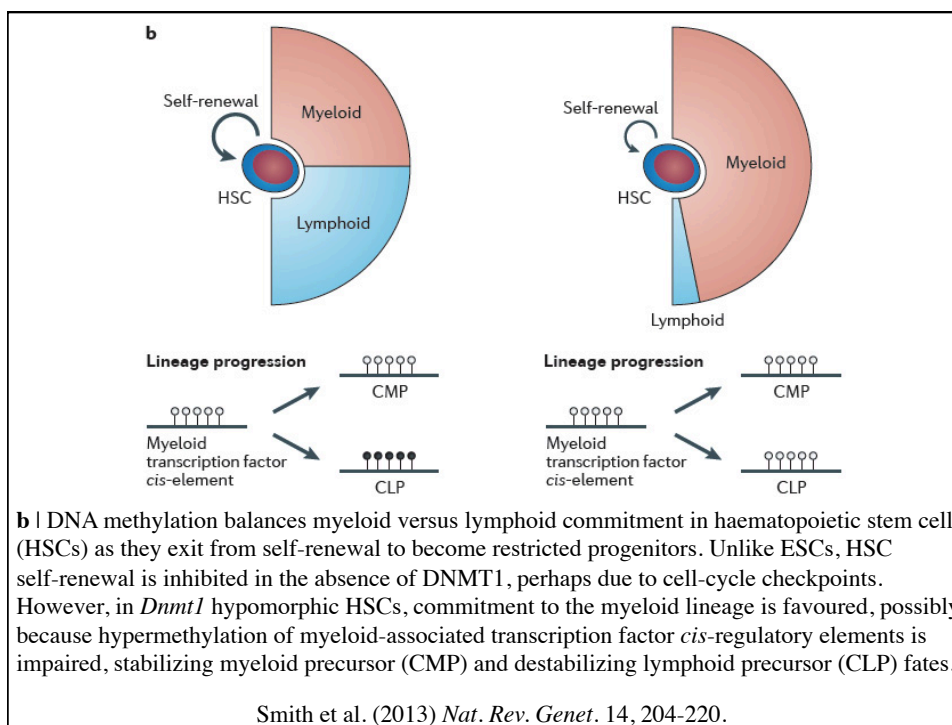 b
Self-renewal
Myeloid
HSC
Lymphoid
Self-renewal
Myeloid
HSC
Lymphoid
Lineage progression
CMP
Myeloid
transcription factor
cis-element
CLP
Lineage progression
CMP
Myeloid
transcription factor
cis-element
CLP
b | DNA methylation balances myeloid versus lymphoid commitment in haematopoietic stem cell
(HSCs) as they exit from self-renewal to become restricted progenitors. Unlike ESCs, HSC
self-renewal is inhibited in the absence of DNMT1, perhaps due to cell-cycle checkpoints.
However, in Dnmt1 hypomorphic HSCs, commitment to the myeloid lineage is favoured, possibly
because hypermethylation of myeloid-associated transcription factor cis-regulatory elements is
impaired, stabilizing myeloid precursor (CMP) and destabilizing lymphoid precursor (CLP) fates.
Smith et al. (2013) Nat. Rev. Genet. 14, 204-220.